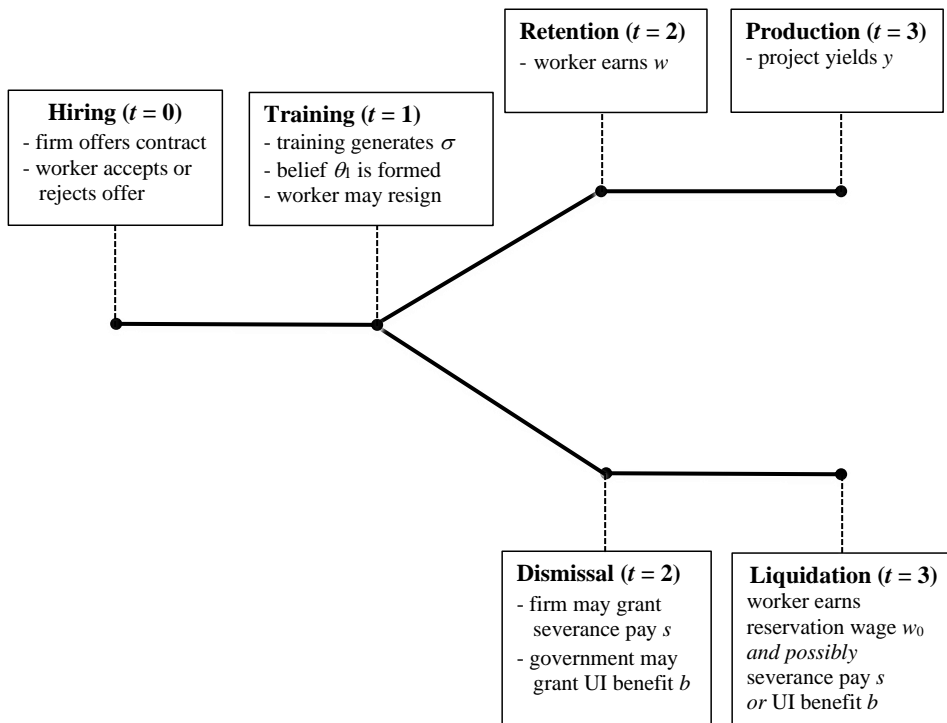 Retention (t = 2)
- worker earns w
Production (t = 3)
- project yields y
Hiring (t = 0)
- firm offers contract
- worker accepts or
rejects offer
Training (t = 1)
- training generates σ
- belief θ₁ is formed
- worker may resign
Dismissal (t = 2)
- firm may grant
severance pay s
- government may
grant UI benefit b
Liquidation (t = 3)
worker earns
reservation wage w₀
and possibly
severance pay s
or UI benefit b